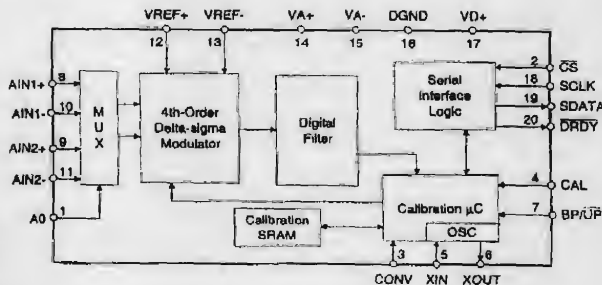 VREF+ VREF- VA+ VA- DGND VD+
12 13 14 15 16 17
AIN1+ 8
AIN1- 10
AIN2+ 9
AIN2- 11
A0 1
MUX
4th-Order
Delta-sigma
Modulator
Digital
Filter
Serial
Interface
Logic
2 CS
18 SCLK
19 SDATA
20 DRDY
Calibration
SRAM
Calibration µC
OSC
4 CAL
7 BP/UP
3 5 6
CONV XIN XOUT